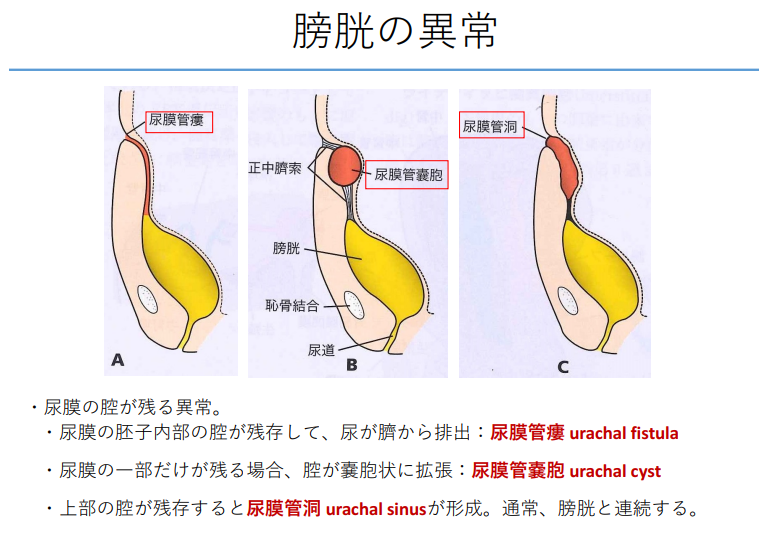 膀胱の異常
尿膜管瘻
A
正中臍索
尿膜管嚢胞
膀胱
恥骨結合
尿道
B
尿膜管洞
C
・尿膜の腔が残る異常。
・尿膜の胚子内部の腔が残存して、尿が臍から排出：尿膜管瘻 urachal fistula
・尿膜の一部だけが残る場合、腔が嚢胞状に拡張：尿膜管嚢胞 urachal cyst
・上部の腔が残存すると尿膜管洞 urachal sinusが形成。通常、膀胱と連続する。